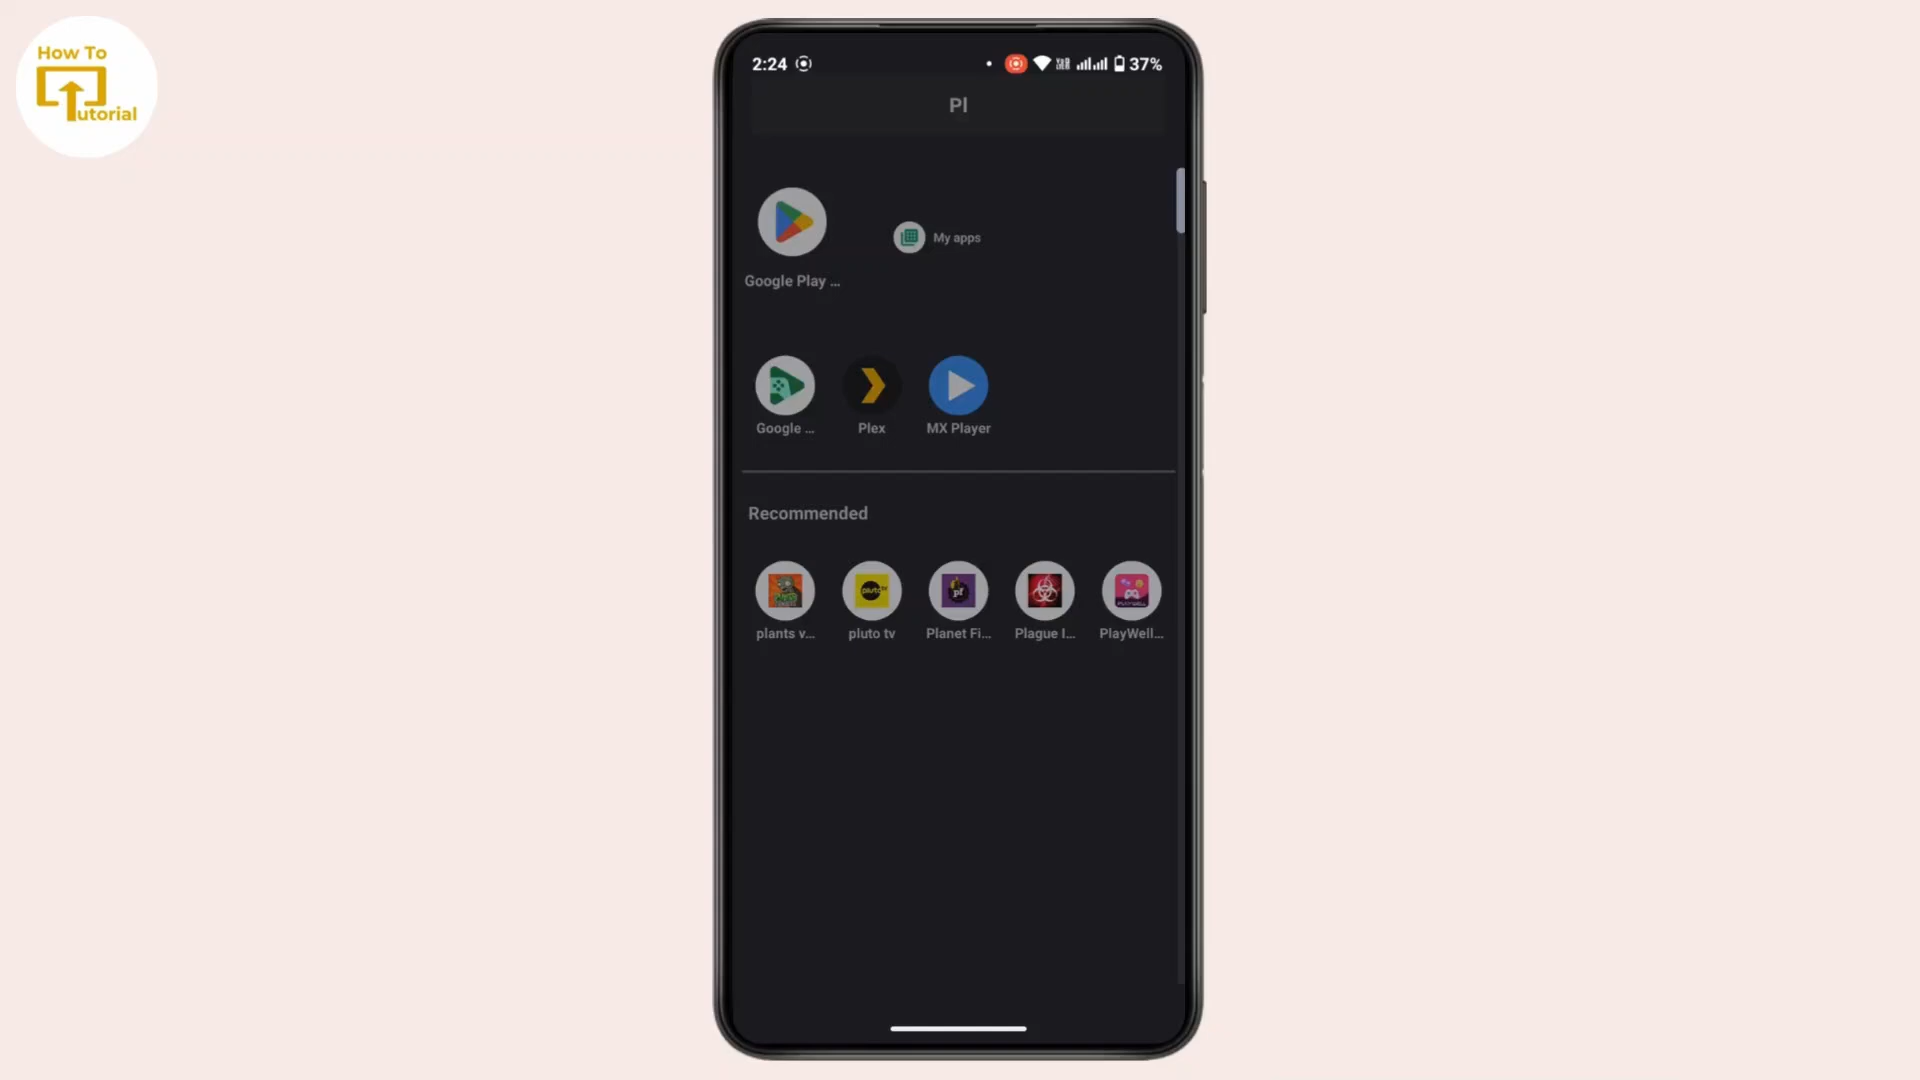 How To
Tutorial
2:24
37%
Pl
Google Play ...
My apps
Google ...
Plex
MX Player
Recommended
plants v...
pluto tv
Planet Fi...
Plague I...
PlayWell...